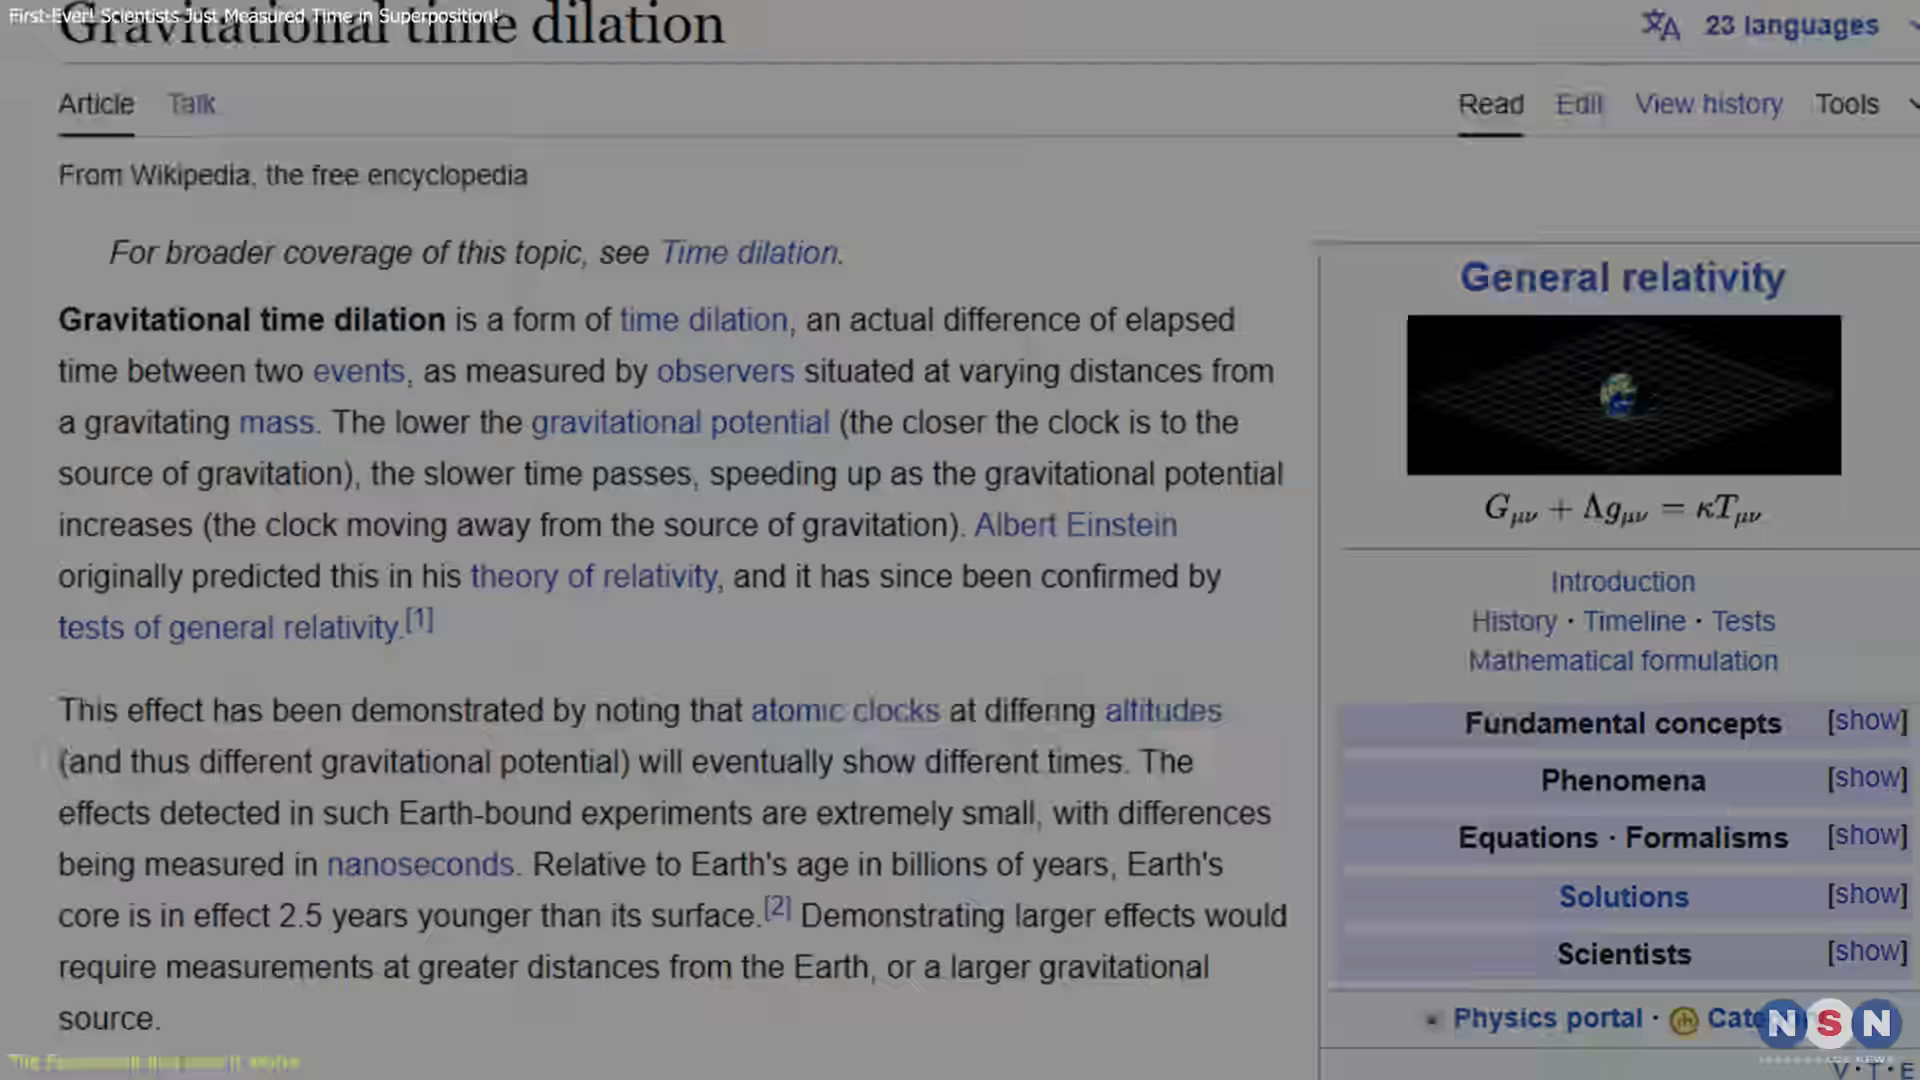 First-Ever! Scientists Just Measured Time in Superposition!
Gravitational time dilation
23 languages
Article Talk
Read Edit View history Tools
From Wikipedia, the free encyclopedia
For broader coverage of this topic, see Time dilation.
Gravitational time dilation is a form of time dilation, an actual difference of elapsed
time between two events, as measured by observers situated at varying distances from
a gravitating mass. The lower the gravitational potential (the closer the clock is to the
source of gravitation), the slower time passes, speeding up as the gravitational potential
increases (the clock moving away from the source of gravitation). Albert Einstein
originally predicted this in his theory of relativity, and it has since been confirmed by
tests of general relativity.[1]
This effect has been demonstrated by noting that atomic clocks at differing altitudes
(and thus different gravitational potential) will eventually show different times. The
effects detected in such Earth-bound experiments are extremely small, with differences
being measured in nanoseconds. Relative to Earth's age in billions of years, Earth's
core is in effect 2.5 years younger than its surface.[2] Demonstrating larger effects would
require measurements at greater distances from the Earth, or a larger gravitational
source.
General relativity
Gμν + Λgμν = κTμν
Introduction
History · Timeline · Tests
Mathematical formulation
Fundamental concepts [show]
Phenomena [show]
Equations · Formalisms [show]
Solutions [show]
Scientists [show]
Physics portal ·
NSN
V · T · E